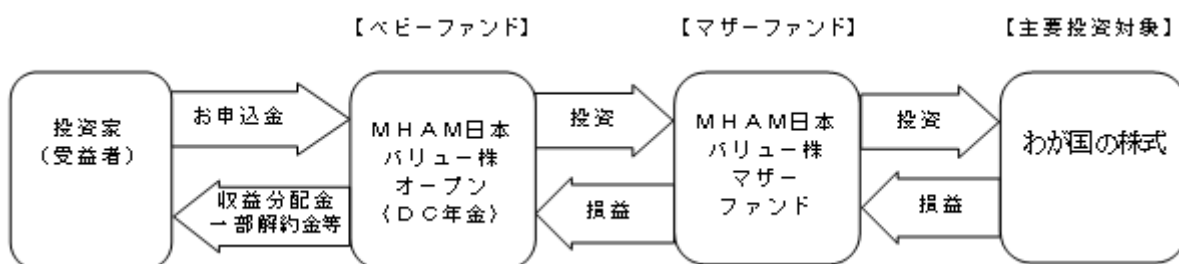 【ベビーファンド】
【マザーファンド】
【主要投資対象】
投資家
（受益者）
お申込金
収益分配金
一部解約金等
MHAM日本
バリュー株
オープン
〈DC年金〉
投資
損益
MHAM日本
バリュー株
マザー
ファンド
投資
損益
わが国の株式